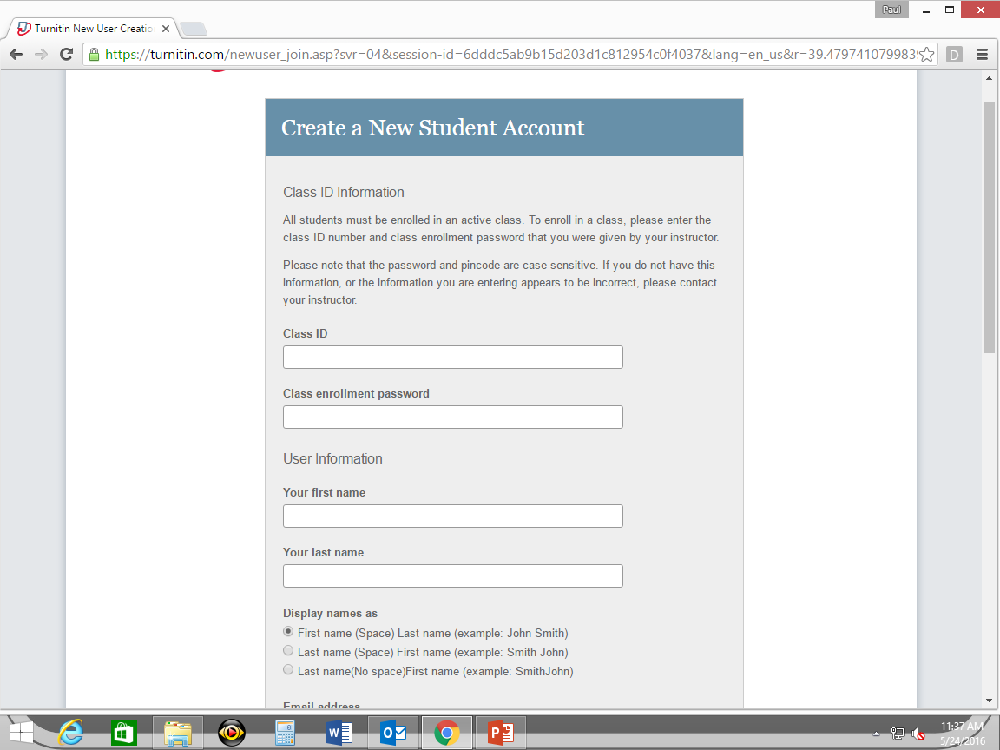 Paul
Turnitin New User Creatio
https://turnitin.com/newuser_join.asp?svr=04&session-id=6dddc5ab9b15d203d1c812954c0f4037&lang=en_us&r=39.479741079983
D
Create a New Student Account
Class ID Information
All students must be enrolled in an active class. To enroll in a class, please enter the
class ID number and class enrollment password that you were given by your instructor.
Please note that the password and pincode are case-sensitive. If you do not have this
information, or the information you are entering appears to be incorrect, please contact
your instructor.
Class ID
Class enrollment password
User Information
Your first name
Your last name
Display names as
First name (Space) Last name (example: John Smith)
Last name (Space) First name (example: Smith John)
Last name(No space)First name (example: SmithJohn)
Email address
11:37 AM
5/24/2016